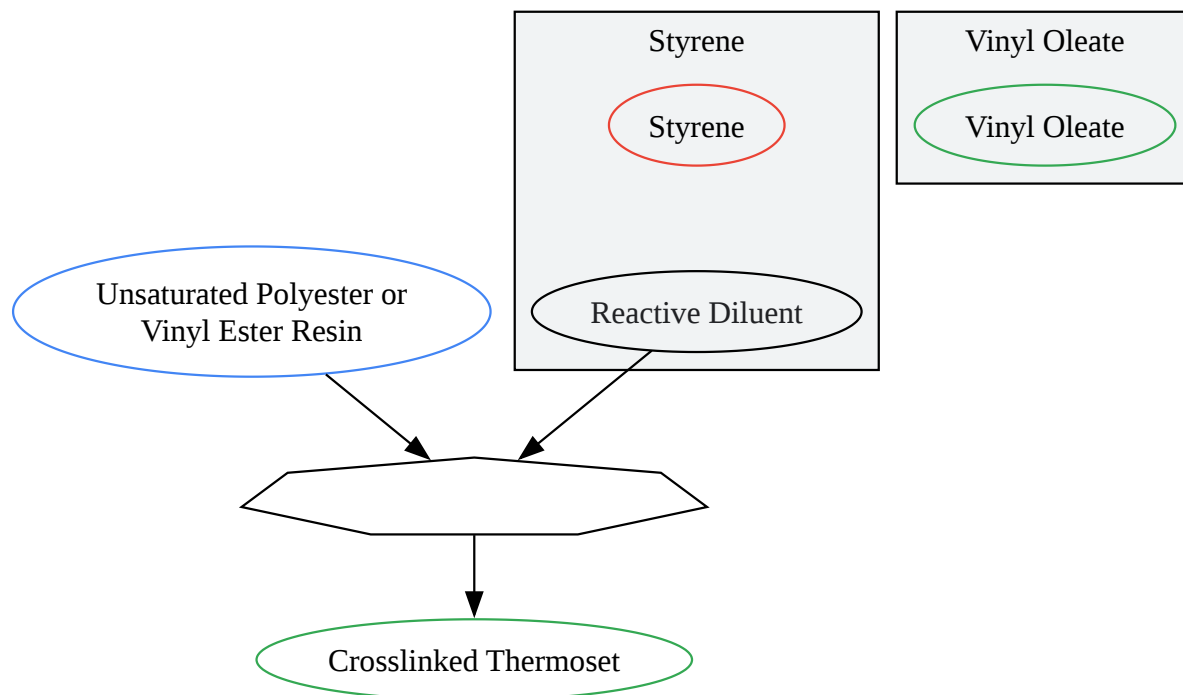 Styrene
Vinyl Oleate
Styrene
Vinyl Oleate
Unsaturated Polyester or
Vinyl Ester Resin
Reactive Diluent
Crosslinked Thermoset